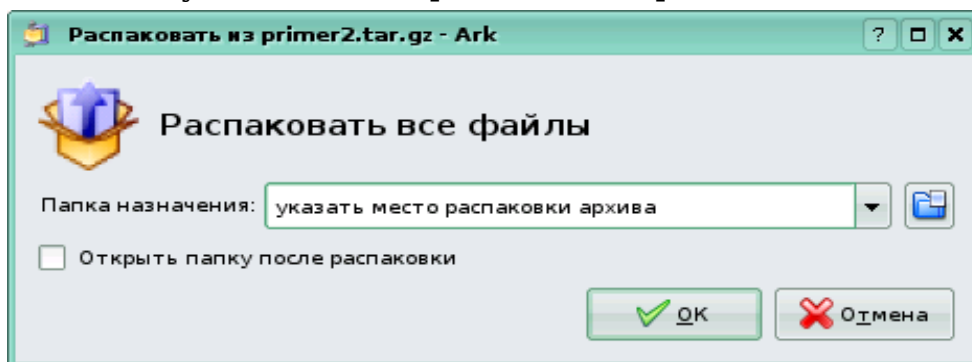 Распаковать из primer2.tar.gz - Ark
Распаковать все файлы
Папка назначения: указать место распаковки архива
Открыть папку после распаковки
OK Отмена